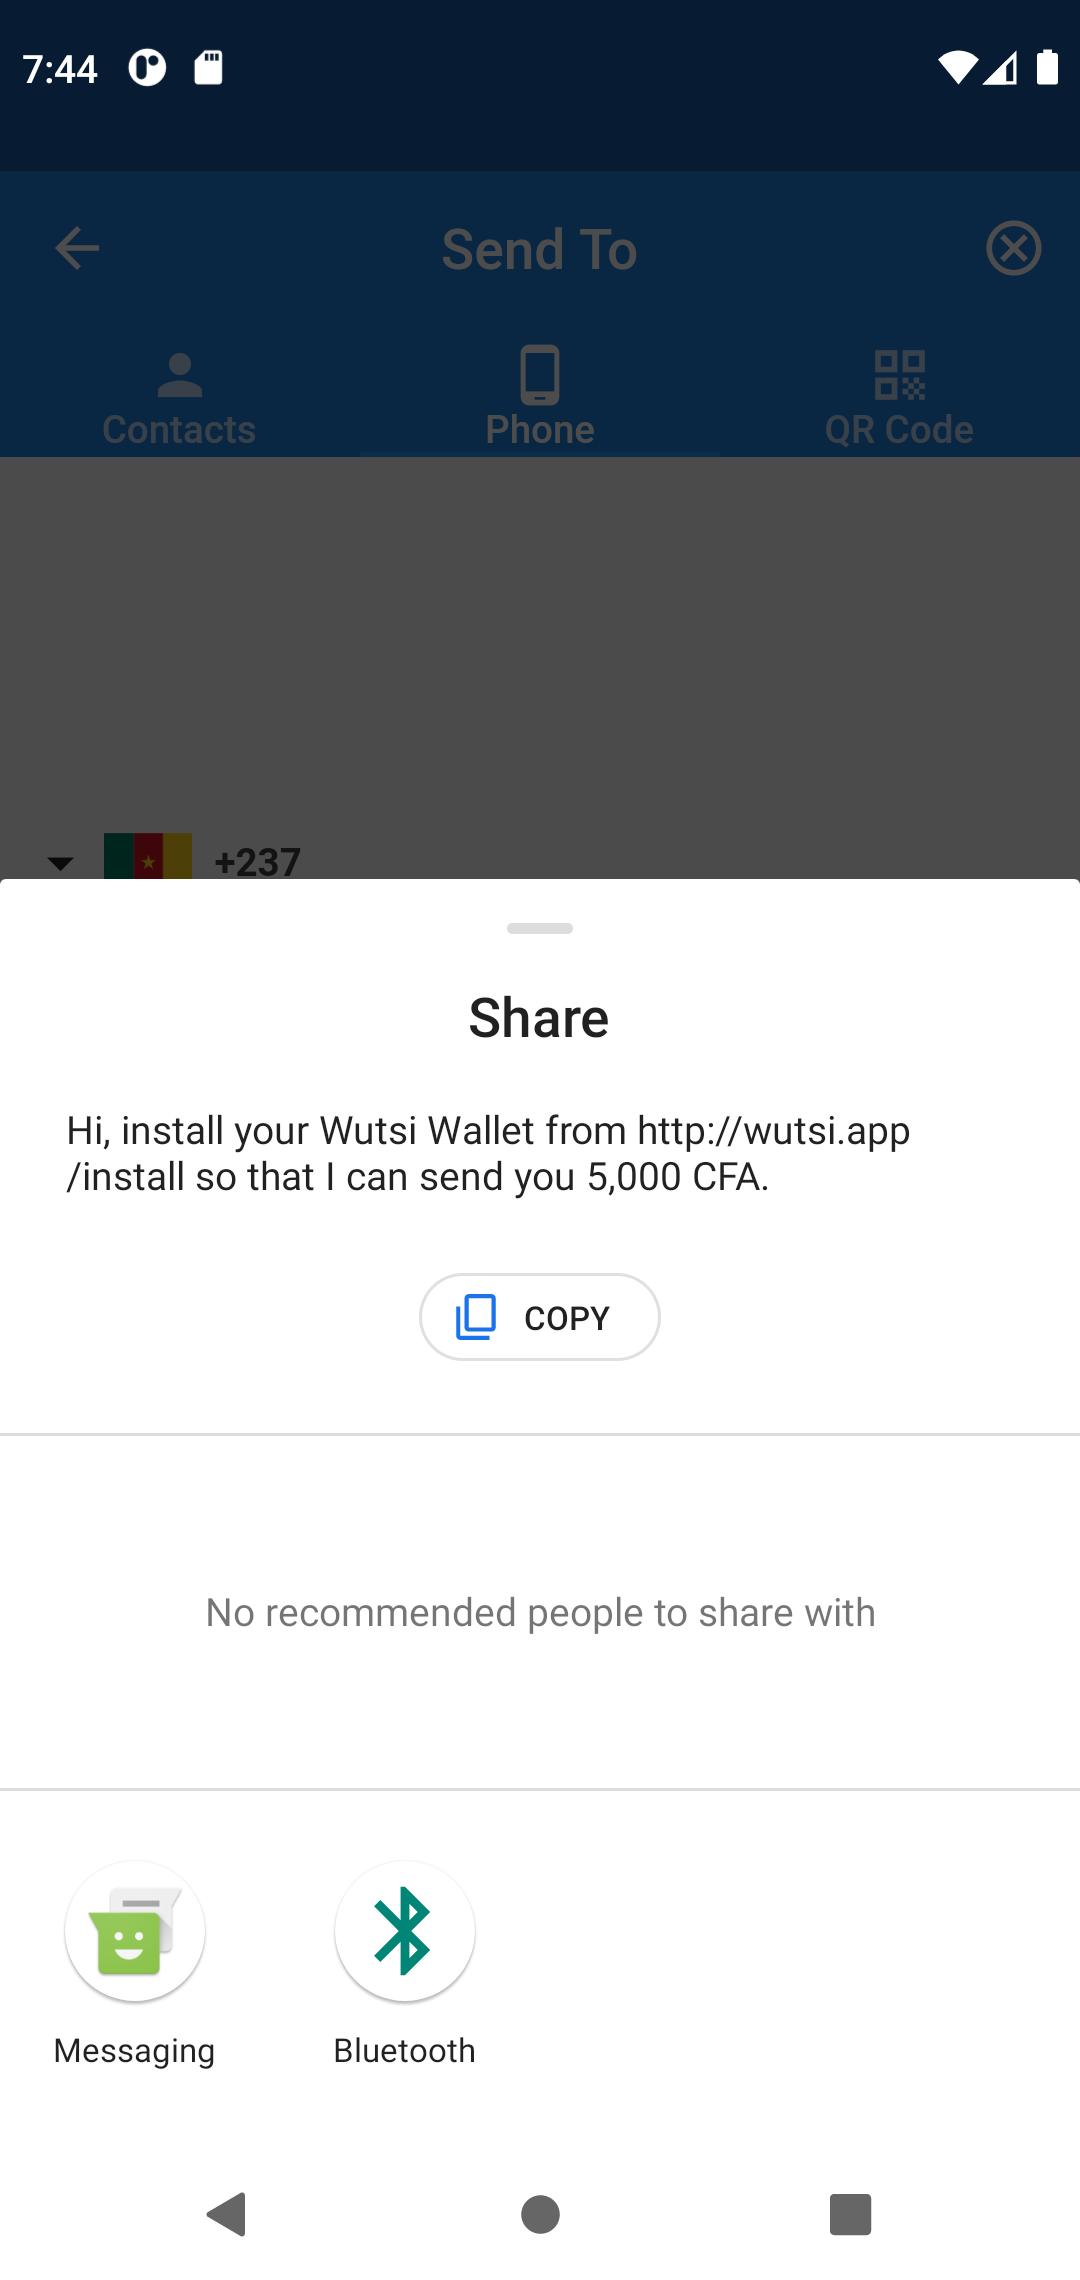 7:44
Send To
Contacts
Phone
QR Code
+237
Share
Hi, install your Wutsi Wallet from http://wutsi.app
/install so that I can send you 5,000 CFA.
COPY
No recommended people to share with
Messaging
Bluetooth